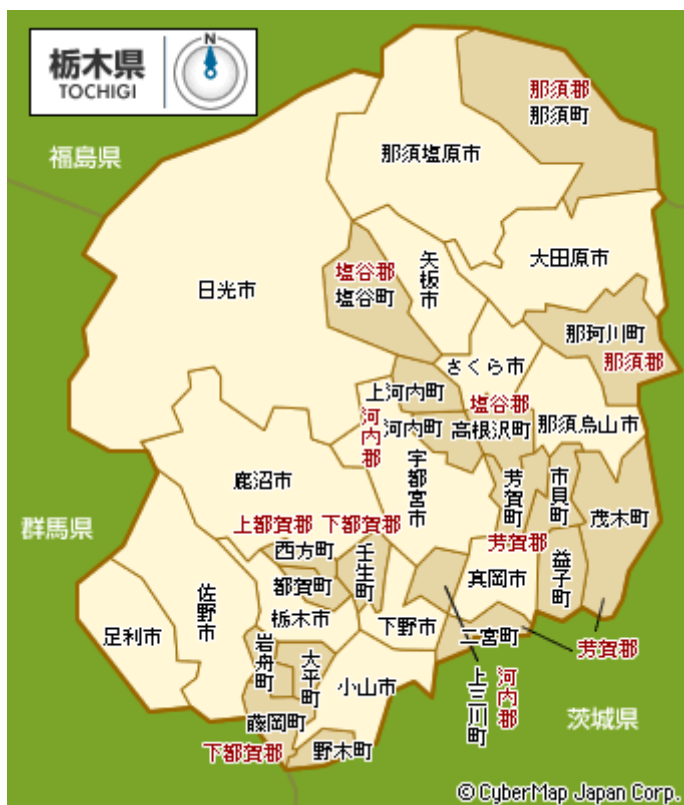 栃木県
TOCHIGI
N
福島県
那須郡
那須町
那須塩原市
大田原市
矢板市
塩谷郡
塩谷町
日光市
那珂川町
那須郡
さくら市
上河内町
塩谷郡
河内郡
河内町
高根沢町
那須烏山市
宇都宮市
鹿沼市
芳賀町
市貝町
茂木町
群馬県
上都賀郡
下都賀郡
芳賀郡
西方町
壬生町
益子町
真岡市
都賀町
佐野市
栃木市
下野市
足利市
二宮町
岩舟町
大平町
芳賀郡
小山市
上三川町
河内郡
藤岡町
茨城県
下都賀郡
野木町
© CyberMap Japan Corp.